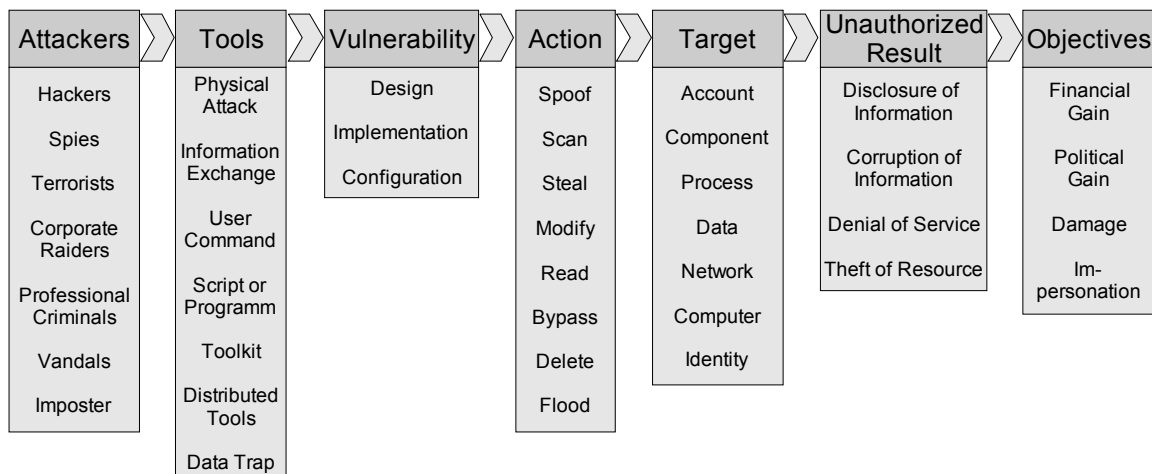 Attackers
Hackers
Spies
Terrorists
Corporate
Raiders
Professional
Criminals
Vandals
Imposter
Tools
Physical
Attack
Information
Exchange
User
Command
Script or
Programm
Toolkit
Distributed
Tools
Data Trap
Vulnerability
Design
Implementation
Configuration
Action
Spoof
Scan
Steal
Modify
Read
Bypass
Delete
Flood
Target
Account
Component
Process
Data
Network
Computer
Identity
Unauthorized
Result
Disclosure of
Information
Corruption of
Information
Denial of Service
Theft of Resource
Objectives
Financial
Gain
Political
Gain
Damage
Im-
personation